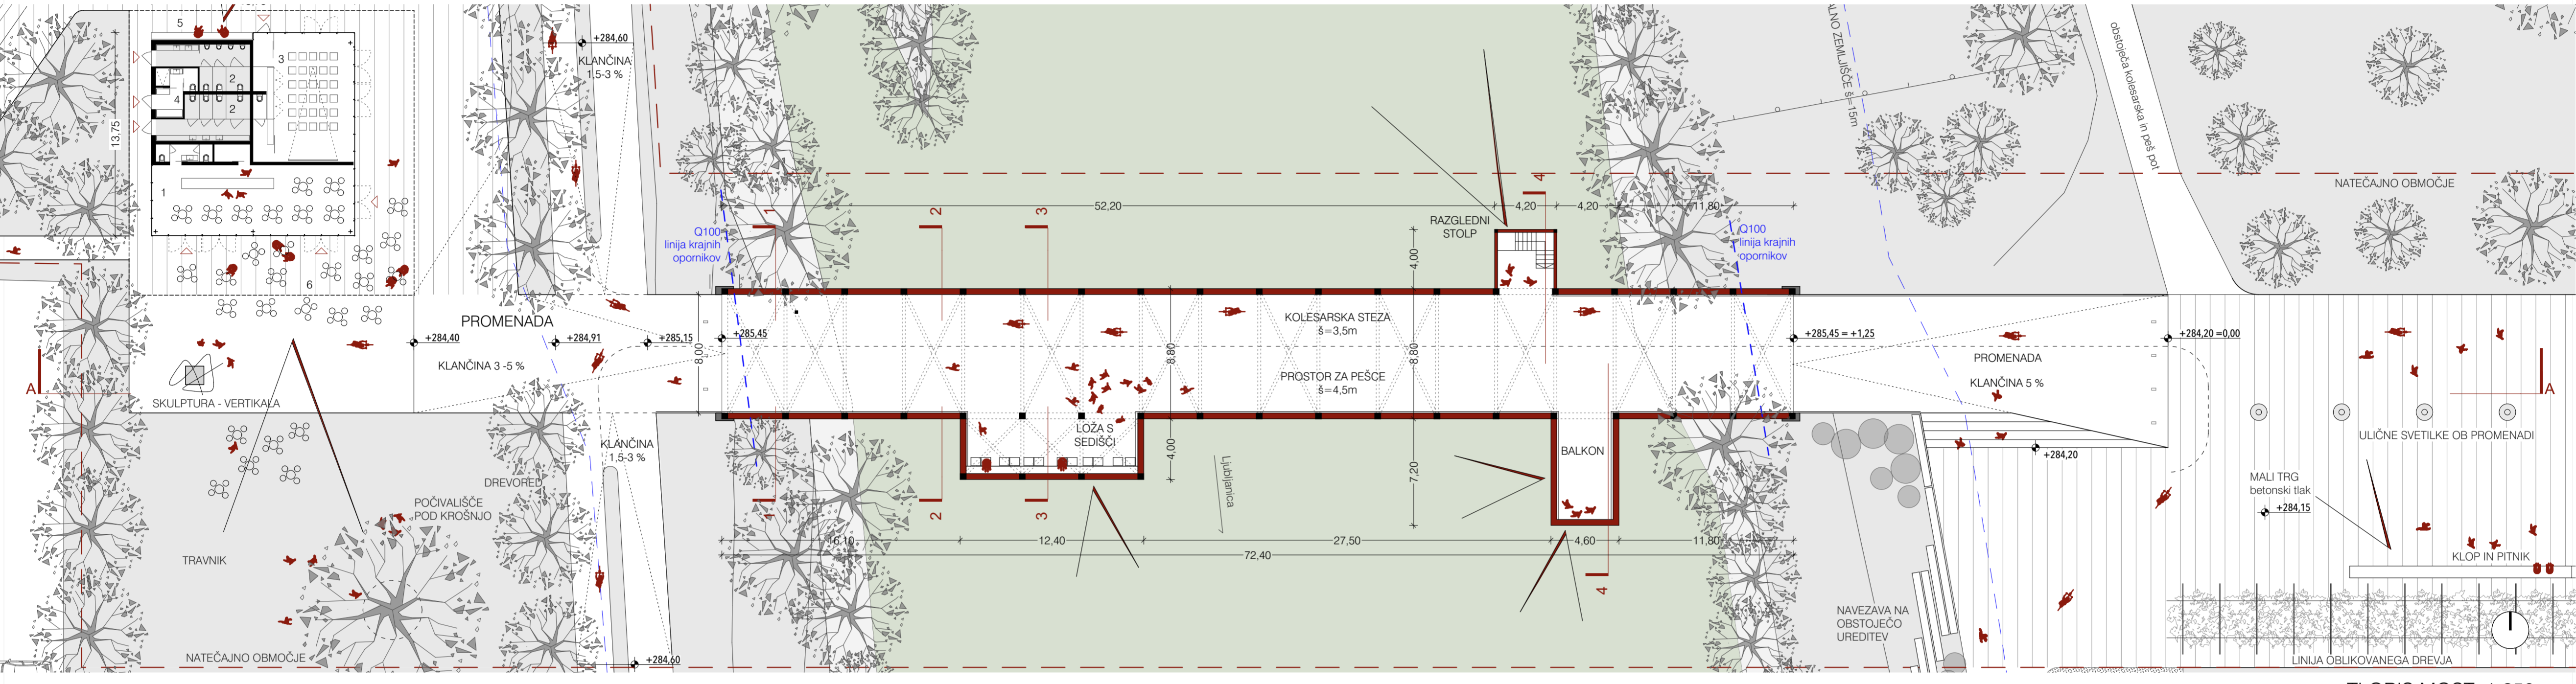 5
3
2
4
2
1
6
13,75
+284,60
KLANČINA
1,5-3 %
PROMENADA
+284,40
+284,91
+285,15
KLANČINA 3 -5 %
SKULPTURA - VERTIKALA
A
KLANČINA
1,5-3 %
DREVORED
POČIVALIŠČE
POD KROŠNJO
TRAVNIK
NATEČAJNO OBMOČJE
+284,60
Q100
linija krajnih
opornikov
1
2
3
52,20
+285,45
8,00
8,80
KOLESARSKA STEZA
š=3,5m
PROSTOR ZA PEŠCE
š=4,5m
8,80
LOŽA S
SEDIŠČI
4,00
Ljubljanica
2
3
16,10
12,40
27,50
4,60
11,80
72,40
RAZGLEDNI
STOLP
4,00
4
4,20
4,20
11,80
7,20
BALKON
4
Q100
linija krajnih
opornikov
ZEMLJIŠČE š=15m
obstoječa kolesarska in peš pot
NATEČAJNO OBMOČJE
+285,45 = +1,25
+284,20 =0,00
PROMENADA
KLANČINA 5 %
+284,20
A
ULIČNE SVETILKE OB PROMENADI
MALI TRG
betonski tlak
+284,15
KLOP IN PITNIK
NAVEZAVA NA
OBSTOJEČO
UREDITEV
LINIJA OBLIKOVANEGA DREVJA